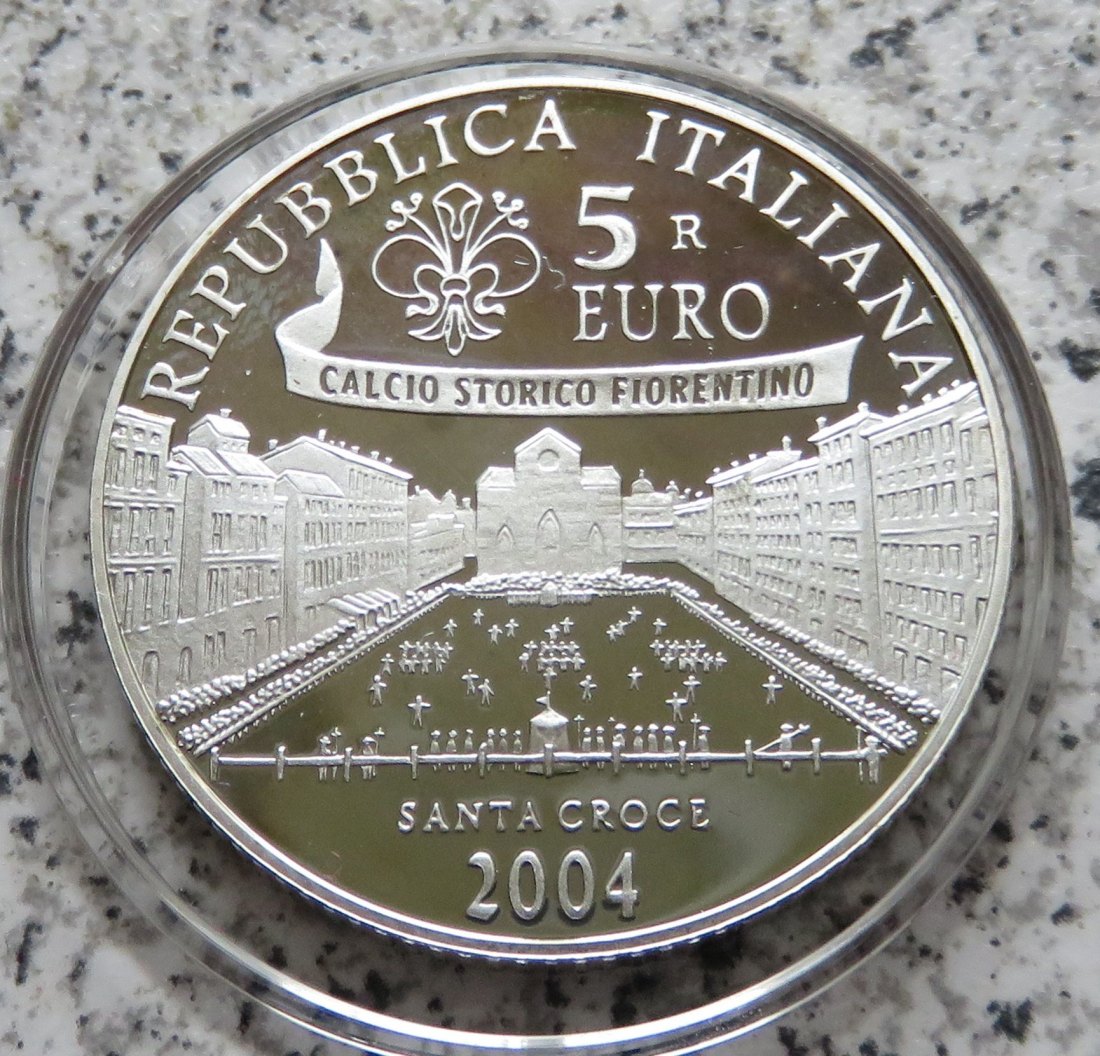 REPUBBLICA ITALIANA
5 R
EURO
CALCIO STORICO FIORENTINO
SANTA CROCE
2004